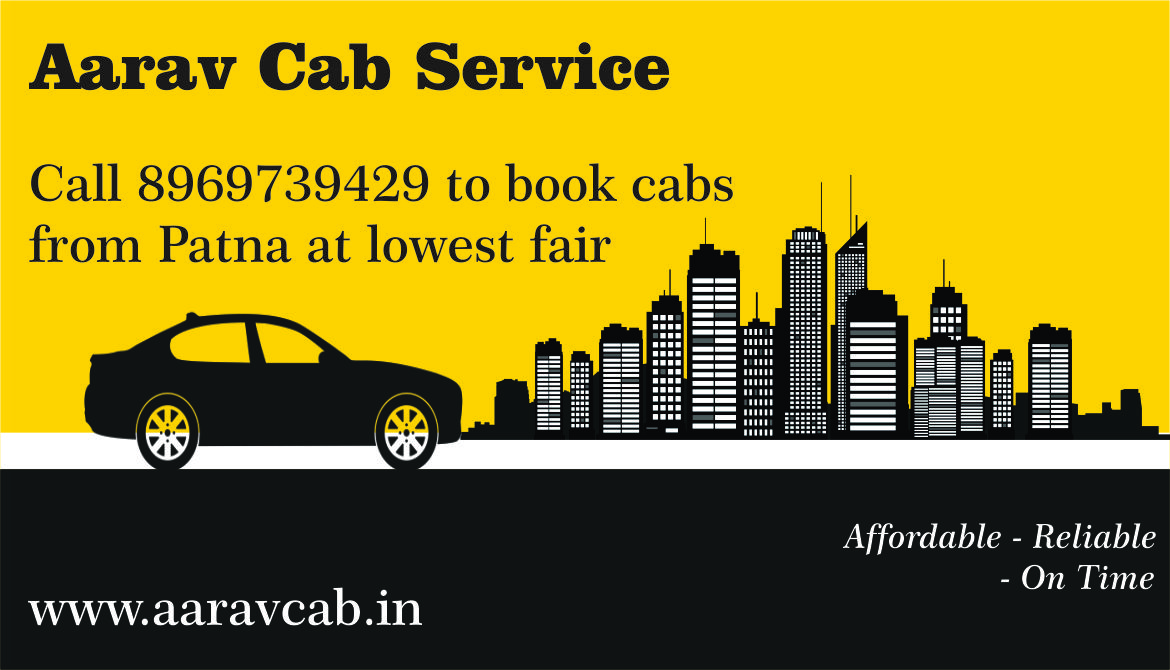 Aarav Cab Service
Call 8969739429 to book cabs
from Patna at lowest fair
Affordable - Reliable
- On Time
www.aaravcab.in